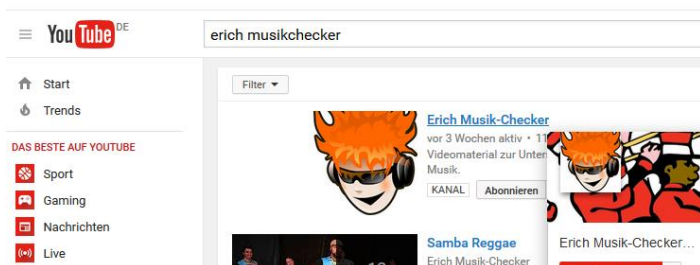 YouTube DE
erich musikchecker
Start
Trends
DAS BESTE AUF YOUTUBE
Sport
Gaming
Nachrichten
Live
Filter
Erich Musik-Checker
vor 3 Wochen aktiv • 11
Videomaterial zur Unter
Musik.
KANAL Abonnieren
Samba Reggae
Erich Musik-Checker
Erich Musik-Checker...